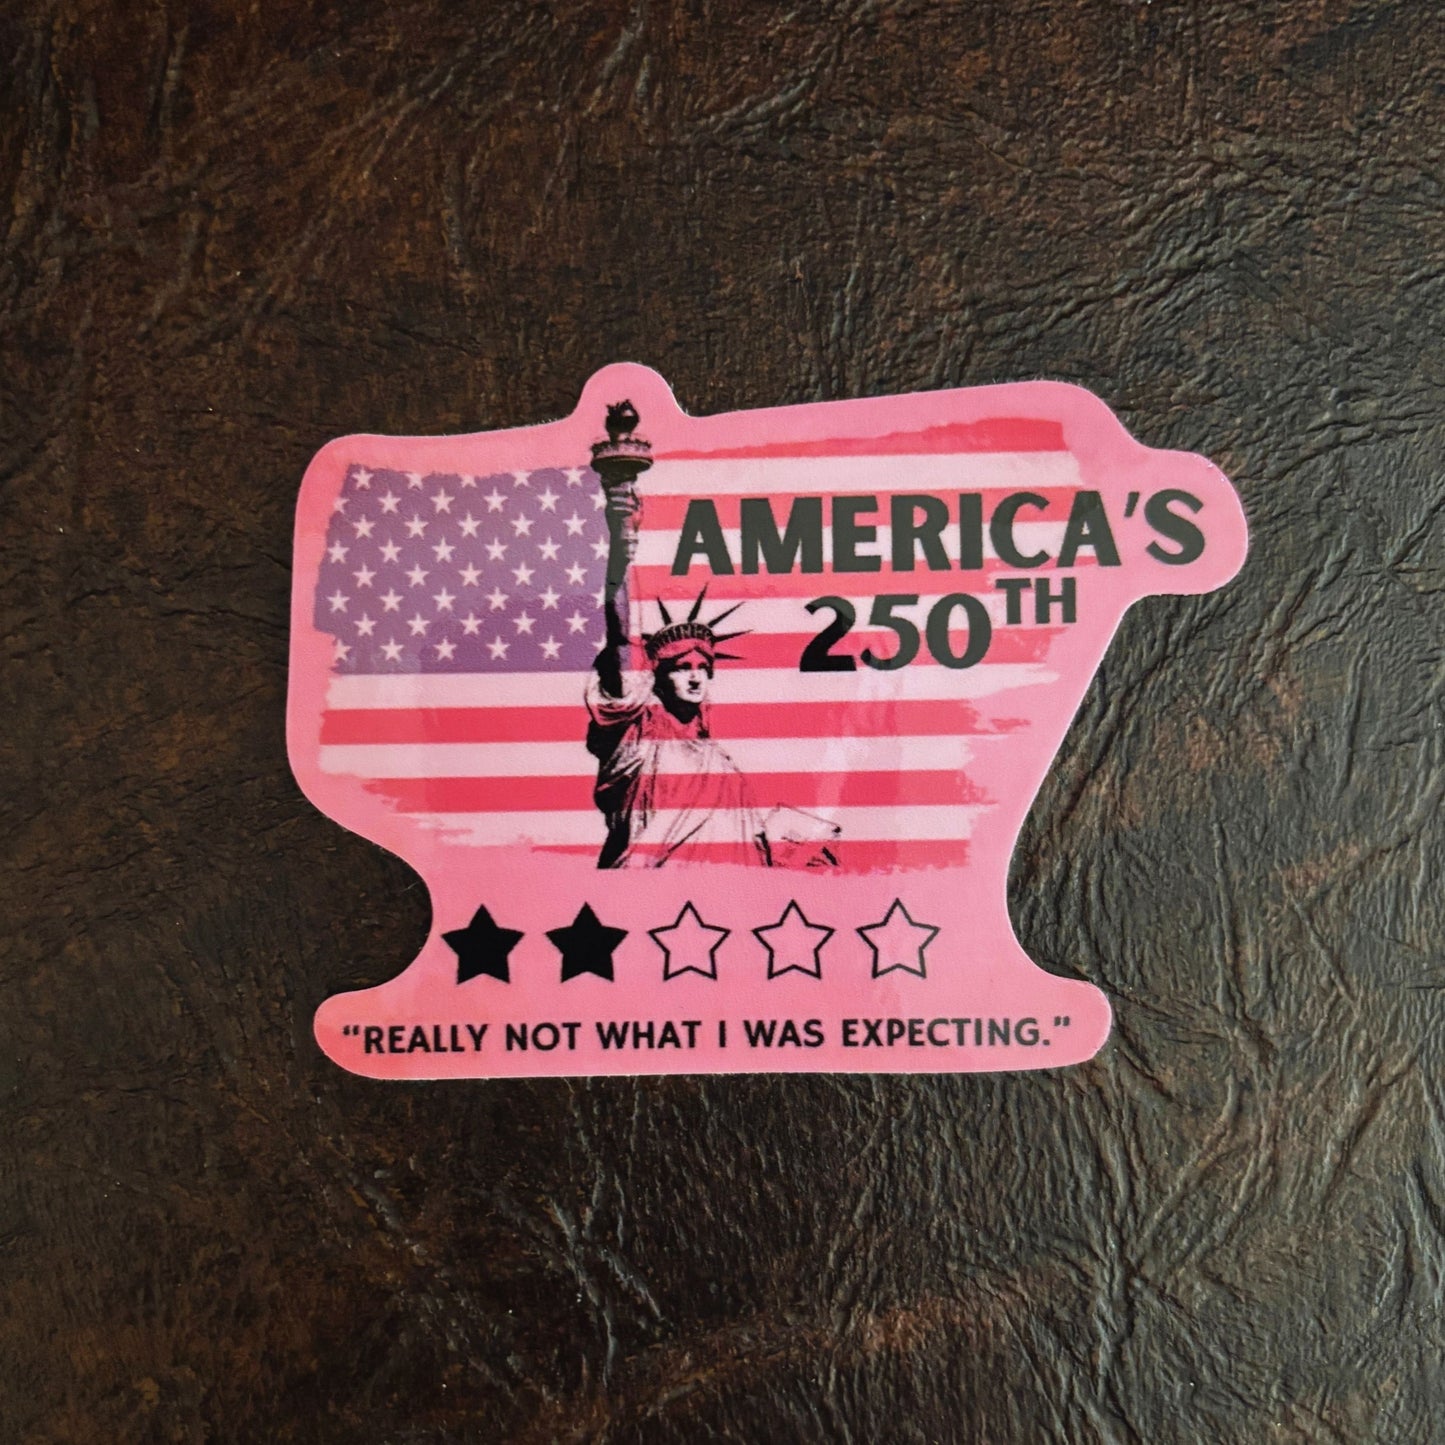 AMERICA'S
250TH
"REALLY NOT WHAT I WAS EXPECTING."